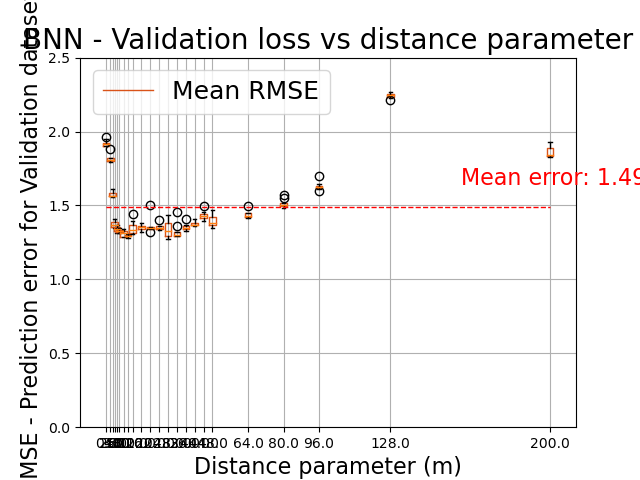 BNN - Validation loss vs distance parameter
MSE - Prediction error for Validation dataset
Mean RMSE
Mean error: 1.49
2.5
2.0
1.5
1.0
0.5
0.0
64.0 80.0 96.0 128.0 200.0
Distance parameter (m)